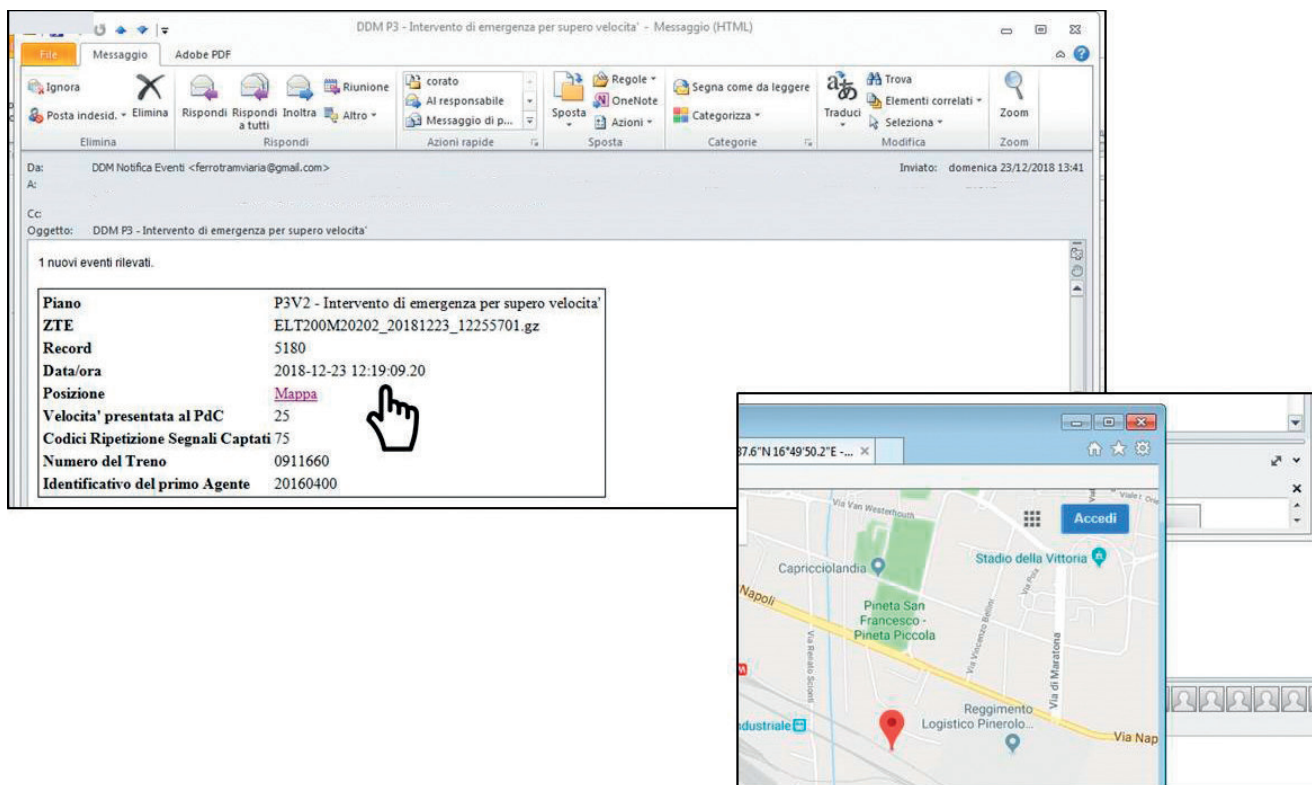 DDM P3 - Intervento di emergenza per supero velocita' - Messaggio (HTML)
File Messaggio Adobe PDF
Ignora
Posta indesid.
Elimina
Rispondi
Rispondi a tutti
Inoltra
Riunione
Altro
corato
Al responsabile
Messaggio di p...
Sposta
Regole
OneNote
Azioni
Segna come da leggere
Categorizza
Traduci
Trova
Elementi correlati
Seleziona
Zoom
Elimina Rispondi Azioni rapide Sposta Categorie Modifica Zoom
Da: DDM Notifica Eventi <ferrotramviaria@gmail.com> Inviato: domenica 23/12/2018 13:41
A:
Cc:
Oggetto: DDM P3 - Intervento di emergenza per supero velocita'
1 nuovi eventi rilevati.
Piano P3V2 - Intervento di emergenza per supero velocita'
ZTE ELT200M20202_20181223_12255701.gz
Record 5180
Data/ora 2018-12-23 12:19:09.20
Posizione Mappa
Velocita' presentata al PdC 25
Codici Ripetizione Segnali Captati 75
Numero del Treno 0911660
Identificativo del primo Agente 20160400
37.6"N 16°49'50.2"E -...
Via Van Westerhouth
Accedi
Capricciolandia
Stadio della Vittoria
Napoli
Pineta San
Francesco -
Pineta Piccola
Via Pola
Via Vincenzo Bellini
Via Renato Scionti
Via di Maratona
Reggimento
Logistico Pinerolo...
dustriale
Via Nap